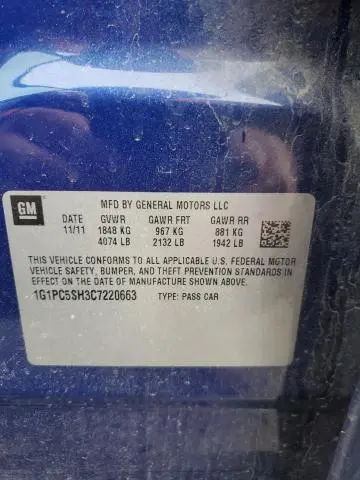 GM
MFD BY GENERAL MOTORS LLC
DATE GVWR GAWR FRT GAWR RR
11/11 1848 KG 967 KG 881 KG
4074 LB 2132 LB 1942 LB
THIS VEHICLE CONFORMS TO ALL APPLICABLE U.S. FEDERAL MOTOR
VEHICLE SAFETY, BUMPER, AND THEFT PREVENTION STANDARDS IN
EFFECT ON THE DATE OF MANUFACTURE SHOWN ABOVE.
1G1PC5SH3C7220663 TYPE: PASS CAR